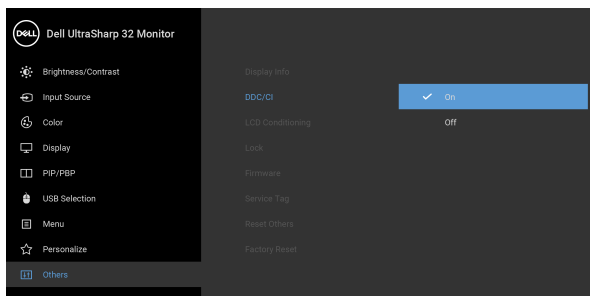 DELL Dell UltraSharp 32 Monitor
Brightness/Contrast
Input Source
Color
Display
PIP/PBP
USB Selection
Menu
Personalize
Others
Display Info
DDC/CI
LCD Conditioning
Lock
Firmware
Service Tag
Reset Others
Factory Reset
On
Off